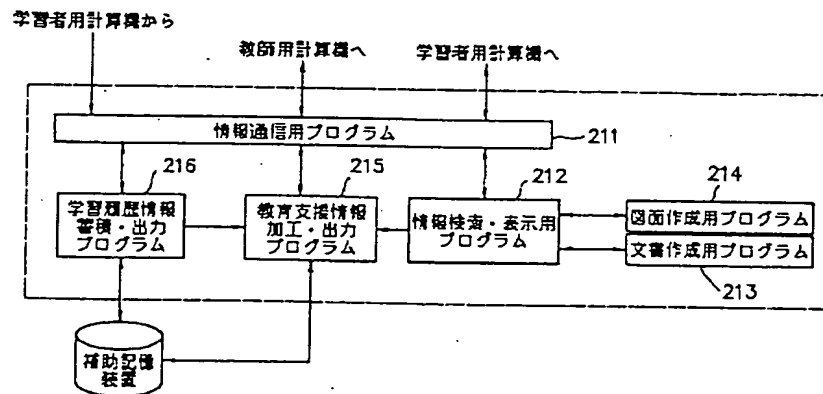 学習者用計算機から
教師用計算機へ
学習者用計算機へ
情報通信用プログラム
211
216
215
212
214
学習履歴情報
蓄積・出力
プログラム
教育支援情報
加工・出力
プログラム
情報検索・表示用
プログラム
図面作成用プログラム
文書作成用プログラム
213
補助記憶
装置